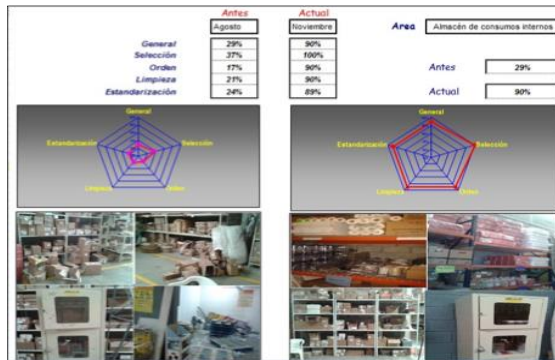 Antes Actual
Agosto Noviembre Area Almacén de consumos internos
General 29% 90%
Selección 37% 100%
Orden 17% 90% Antes 29%
Limpieza 21% 90%
Estandarización 24% 89% Actual 90%
General General
Estandarización Selección Estandarización Selección
Limpieza Orden Limpieza Orden